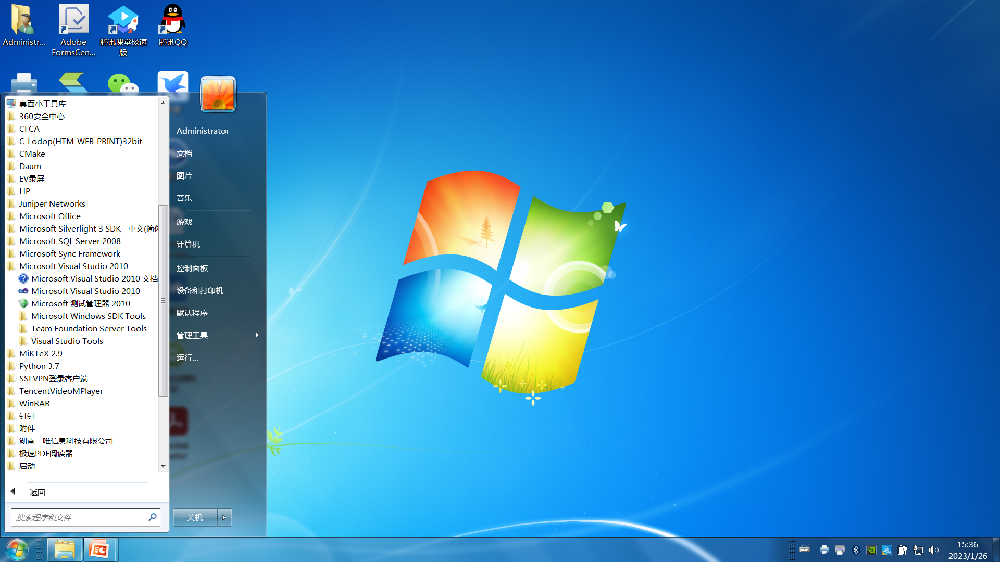 Administr...
Adobe
FormsCen...
腾讯课堂极速
版
腾讯QQ
桌面小工具库
360安全中心
CFCA
C-Lodop(HTM-WEB-PRINT)32bit
CMake
Daum
EV录屏
HP
Juniper Networks
Microsoft Office
Microsoft Silverlight 3 SDK - 中文(简体
Microsoft SQL Server 2008
Microsoft Sync Framework
Microsoft Visual Studio 2010
Microsoft Visual Studio 2010 文档
Microsoft Visual Studio 2010
Microsoft 测试管理器 2010
Microsoft Windows SDK Tools
Team Foundation Server Tools
Visual Studio Tools
MiKTeX 2.9
Python 3.7
SSLVPN登录客户端
TencentVideoMPlayer
WinRAR
钉钉
附件
湖南一唯信息科技有限公司
极速PDF阅读器
启动
返回
搜索程序和文件
Administrator
文档
图片
音乐
游戏
计算机
控制面板
设备和打印机
默认程序
管理工具
运行...
关机
15:36
2023/1/26